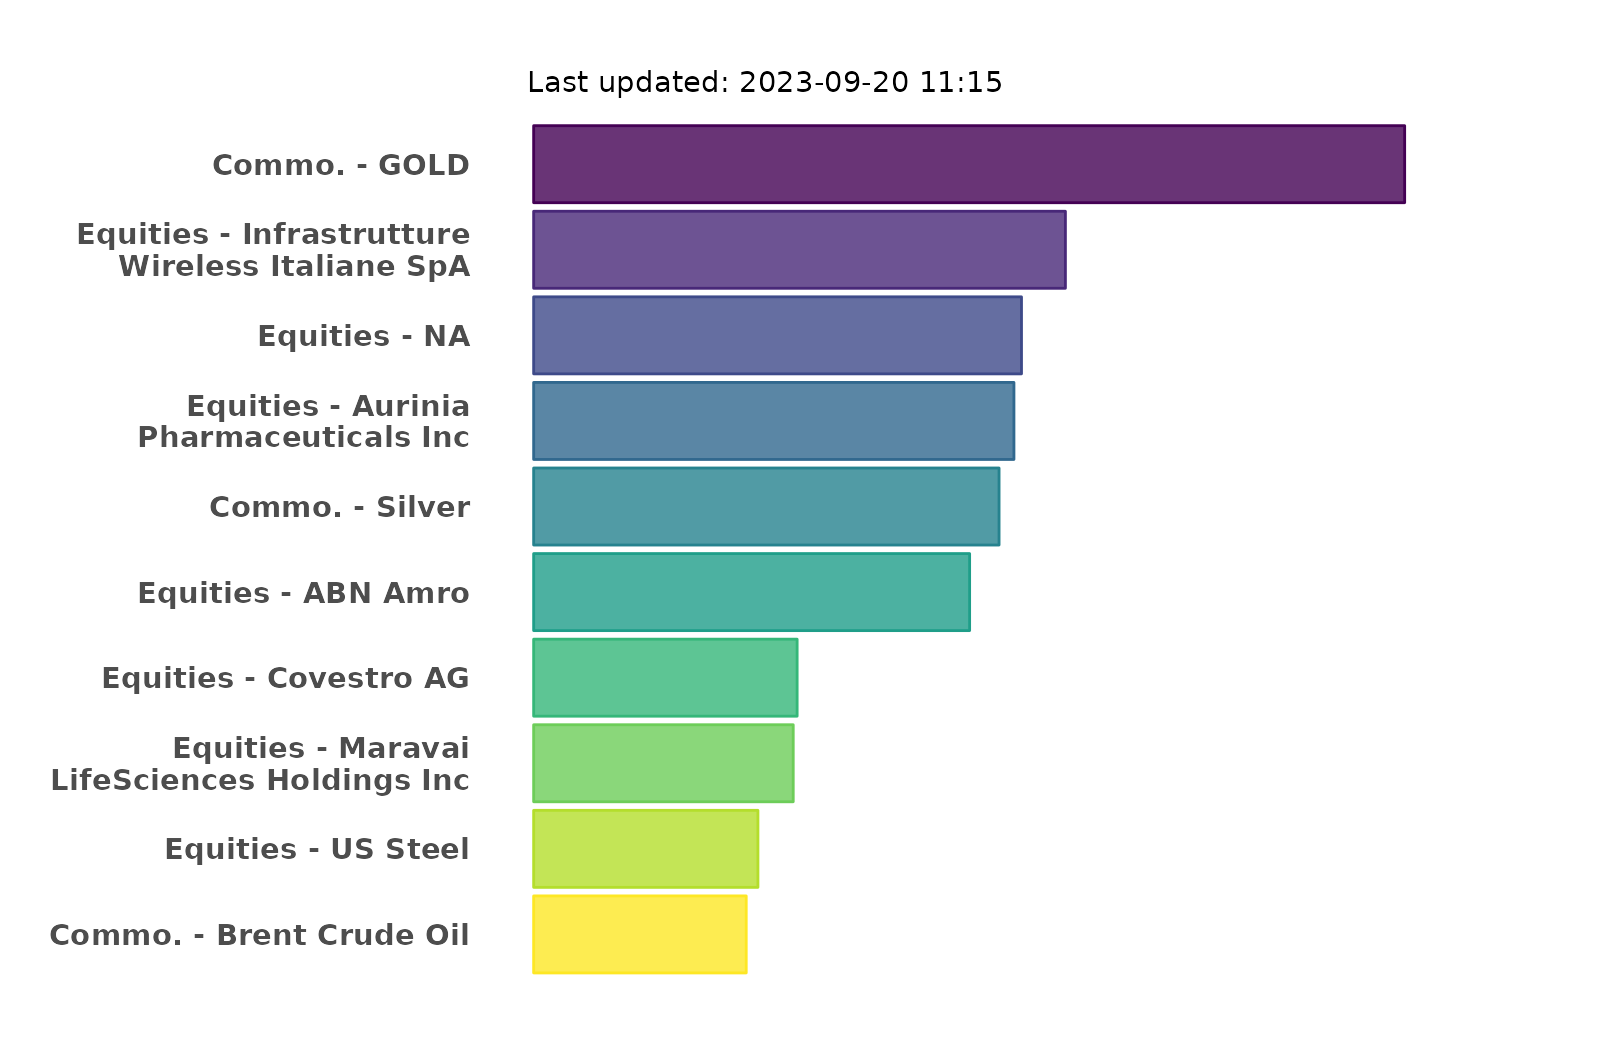 Last updated: 2023-09-20 11:15
Commo. - GOLD
Equities - Infrastrutture
Wireless Italiane SpA
Equities - NA
Equities - Aurinia
Pharmaceuticals Inc
Commo. - Silver
Equities - ABN Amro
Equities - Covestro AG
Equities - Maravai
LifeSciences Holdings Inc
Equities - US Steel
Commo. - Brent Crude Oil